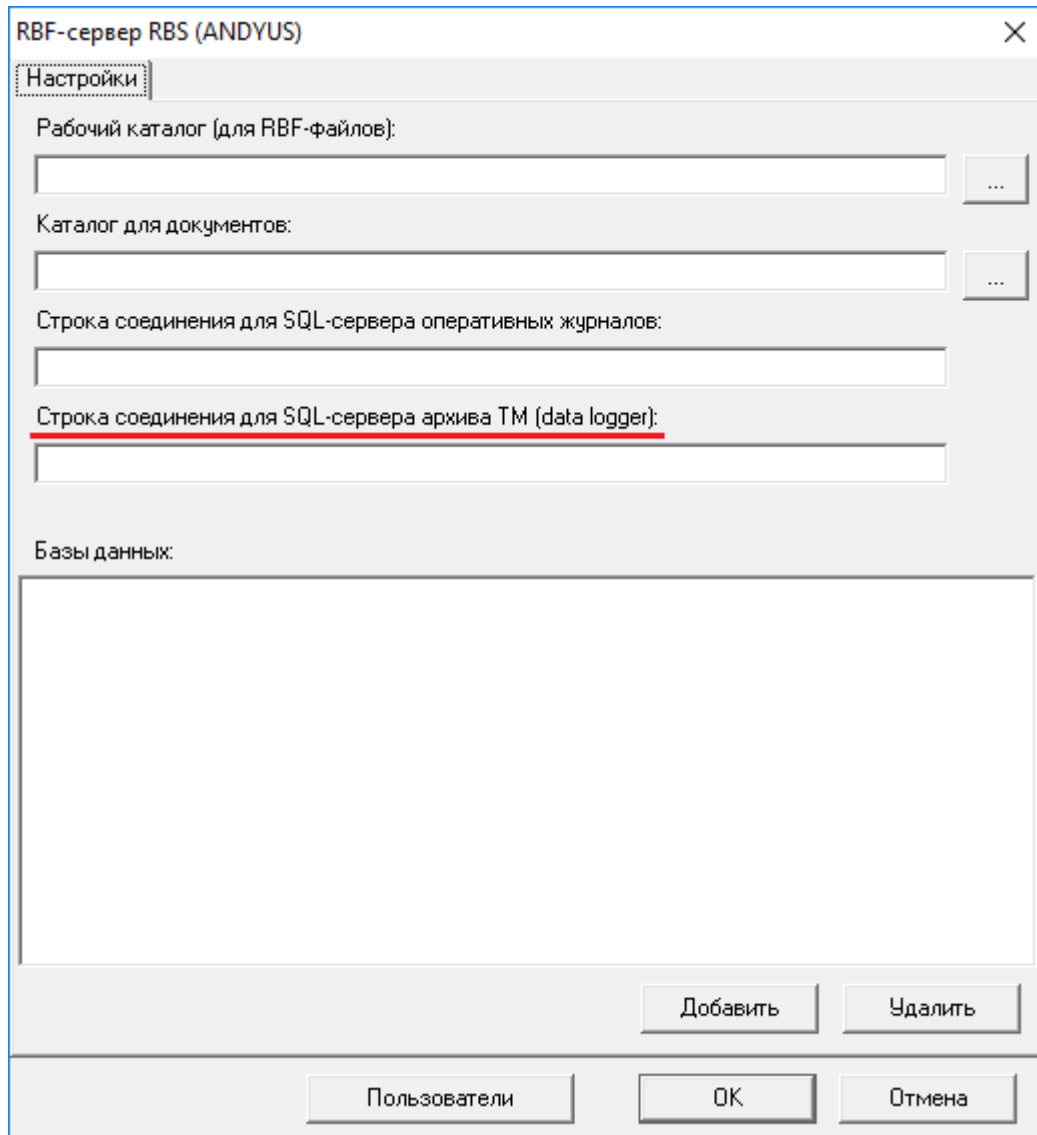 RBF-сервер RBS (ANDYUS)
Настройки
Рабочий каталог (для RBF-файлов):
...
Каталог для документов:
...
Строка соединения для SQL-сервера оперативных журналов:
Строка соединения для SQL-сервера архива ТМ (data logger):
Базы данных:
Добавить Удалить
Пользователи OK Отмена